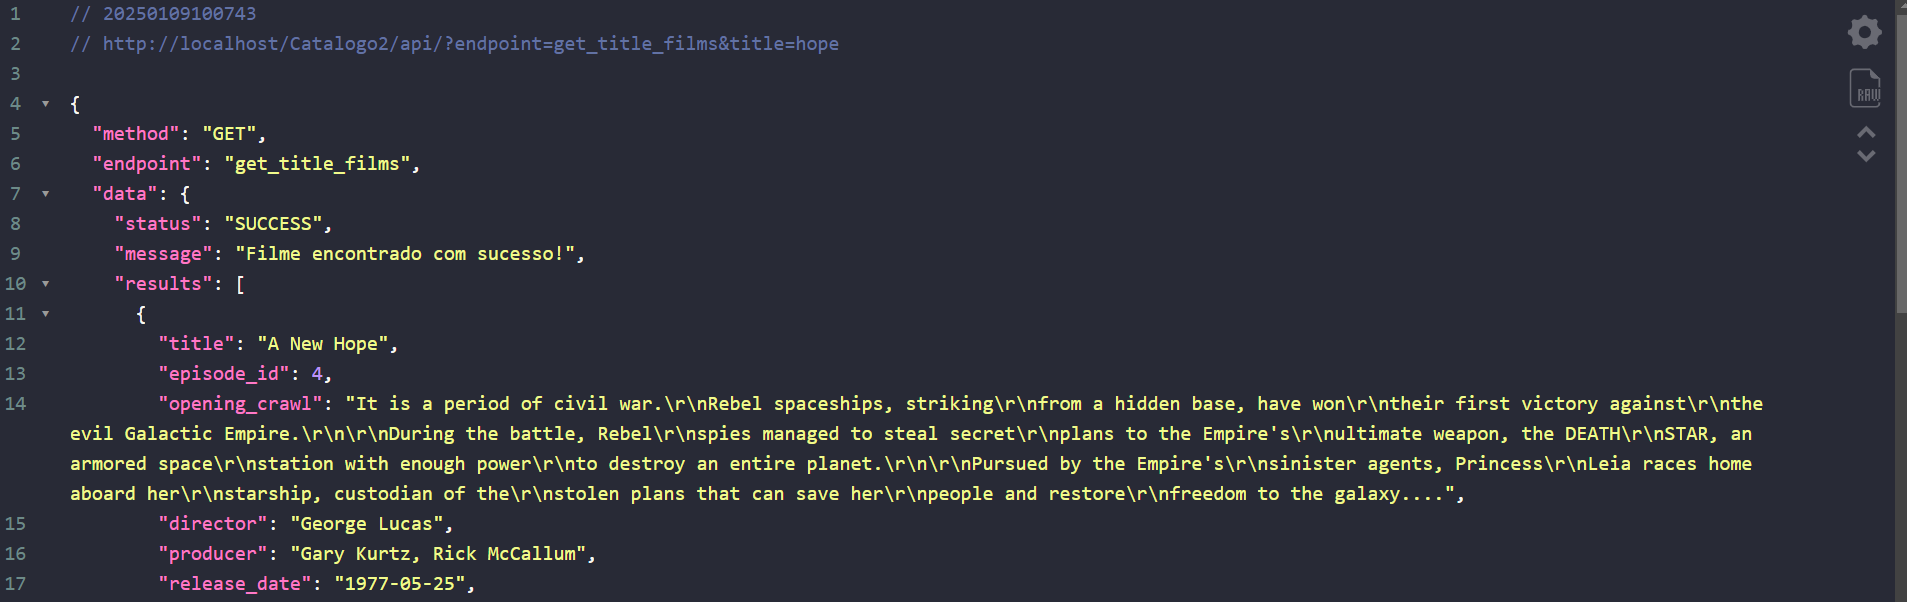 1 // 20250109100743
2 // http://localhost/Catalogo2/api/?endpoint=get_title_films&title=hope
3
4 {
5 "method": "GET",
6 "endpoint": "get_title_films",
7 "data": {
8 "status": "SUCCESS",
9 "message": "Filme encontrado com sucesso!",
10 "results": [
11 {
12 "title": "A New Hope",
13 "episode_id": 4,
14 "opening_crawl": "It is a period of civil war.\r\nRebel spaceships, striking\r\nfrom a hidden base, have won\r\ntheir first victory against\r\nthe
evil Galactic Empire.\r\n\r\nDuring the battle, Rebel\r\nspies managed to steal secret\r\nplans to the Empire's\r\nultimate weapon, the DEATH\r\nSTAR, an
armored space\r\nstation with enough power\r\nto destroy an entire planet.\r\n\r\nPursued by the Empire's\r\nsinister agents, Princess\r\nLeia races home
aboard her\r\nstarship, custodian of the\r\nstolen plans that can save her\r\npeople and restore\r\nfreedom to the galaxy....",
15 "director": "George Lucas",
16 "producer": "Gary Kurtz, Rick McCallum",
17 "release_date": "1977-05-25",
RAW